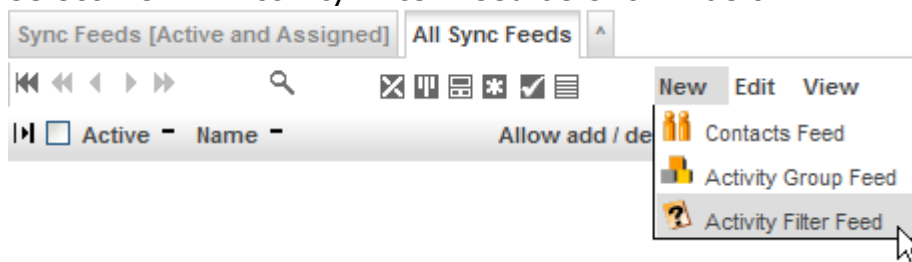 Sync Feeds [Active and Assigned] All Sync Feeds ^
New Edit View
Active - Name - Allow add / de
Contacts Feed
Activity Group Feed
Activity Filter Feed